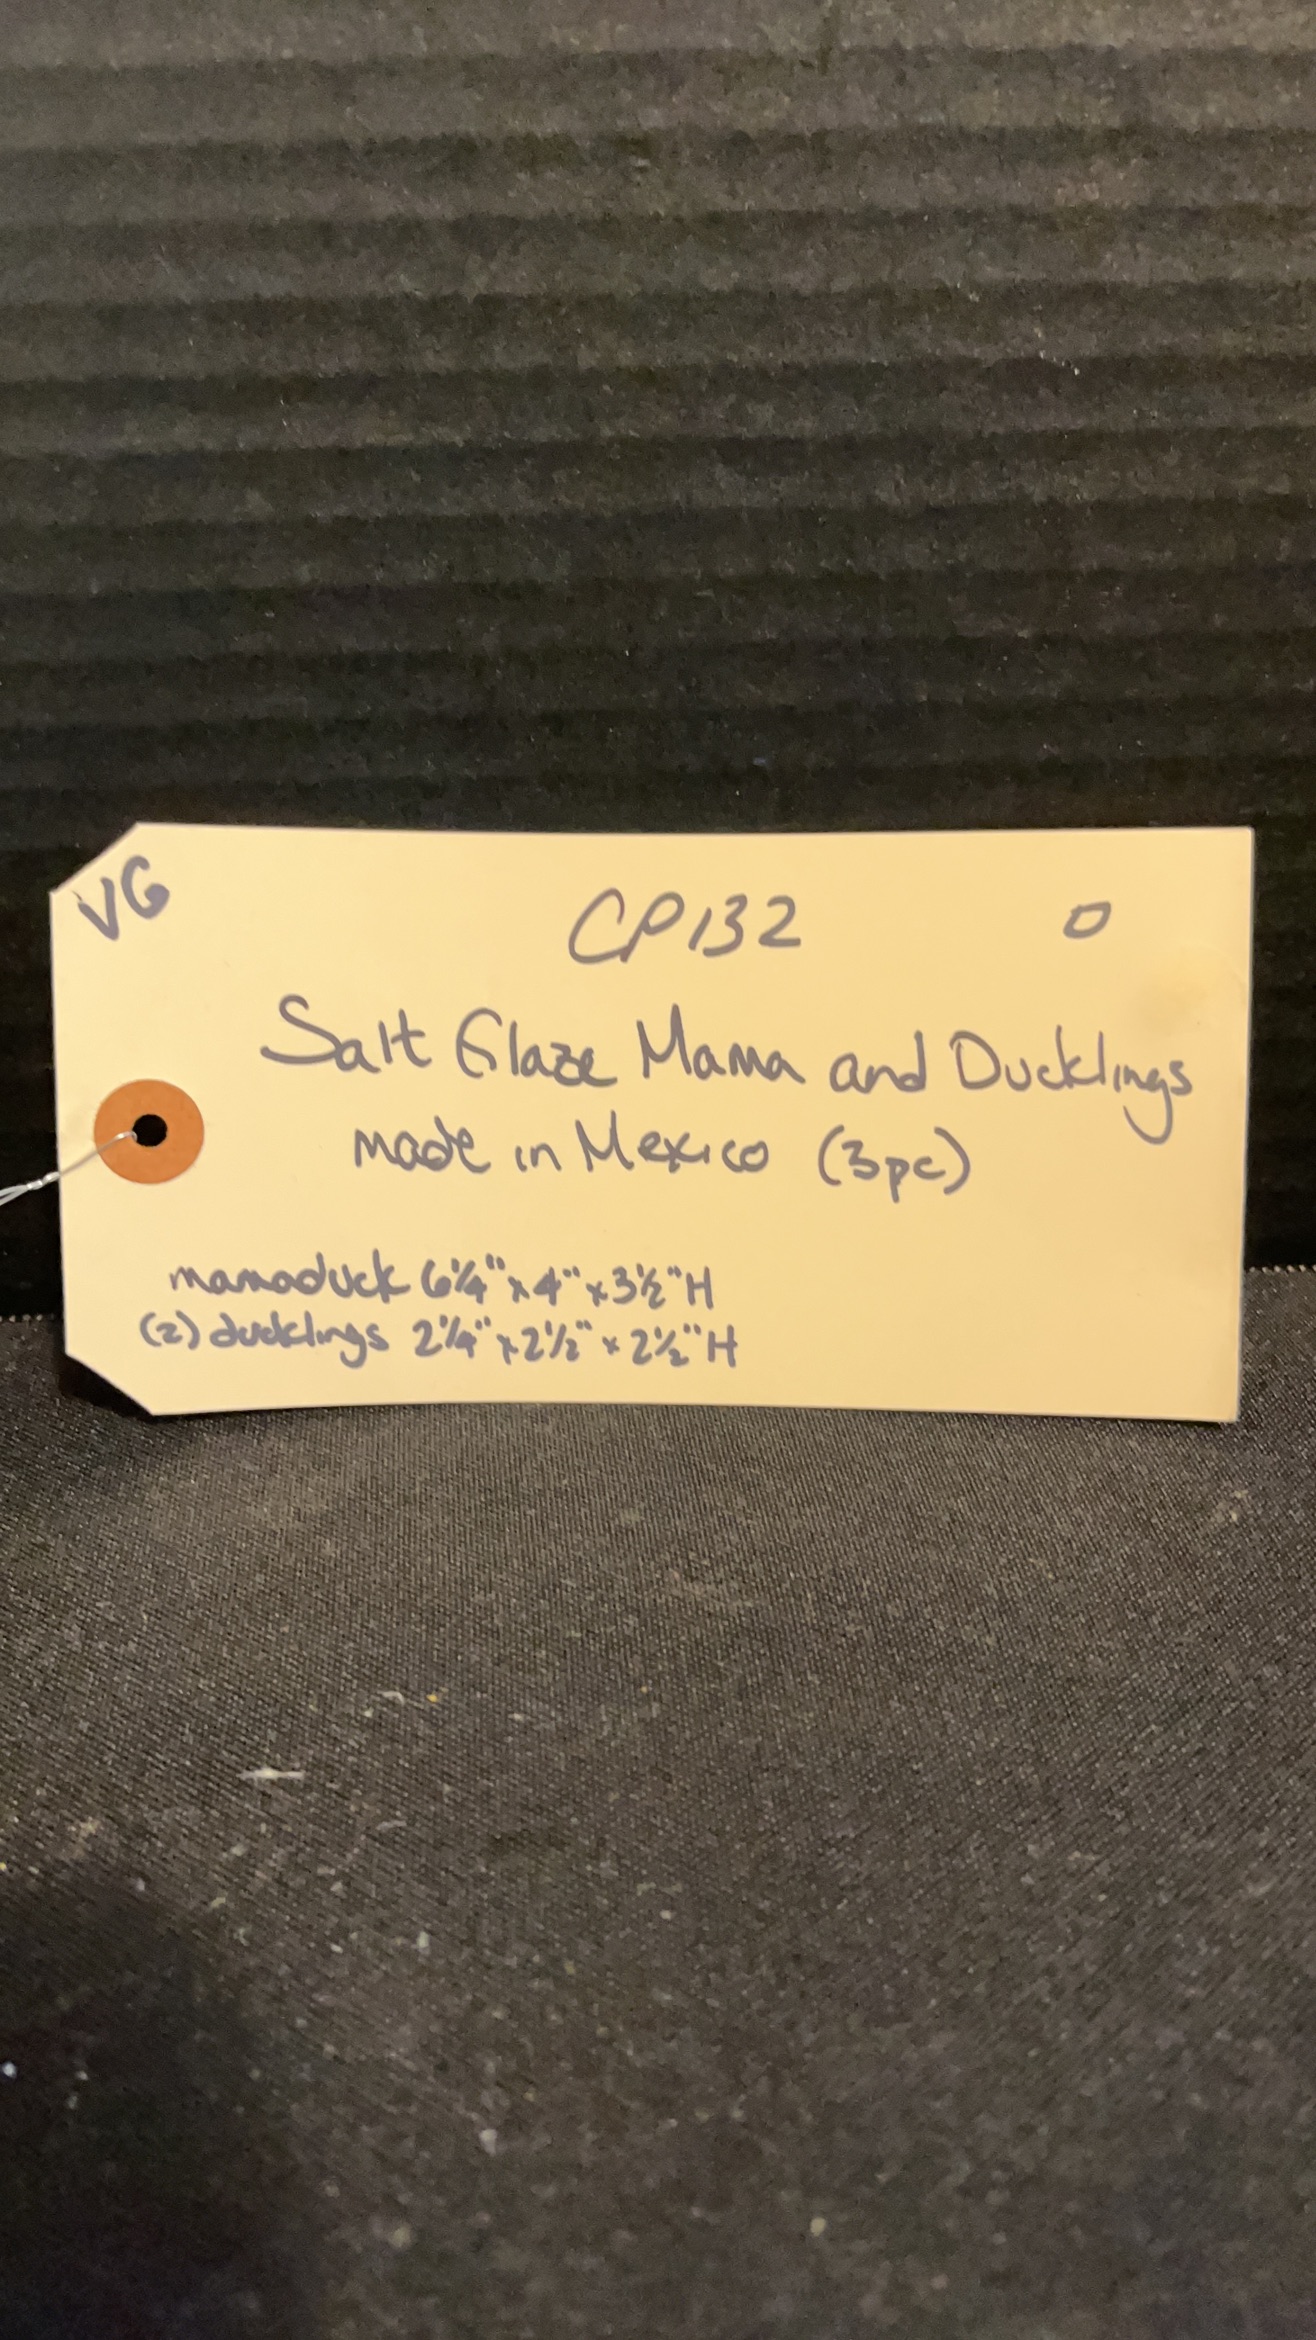 VG
CP132
O
Salt Glaze Mama and Ducklings
made in Mexico (3pc)
mamaduck 6¼" x 4" x 3½" H
(2) ducklings 2¼" x 2½" x 2½" H